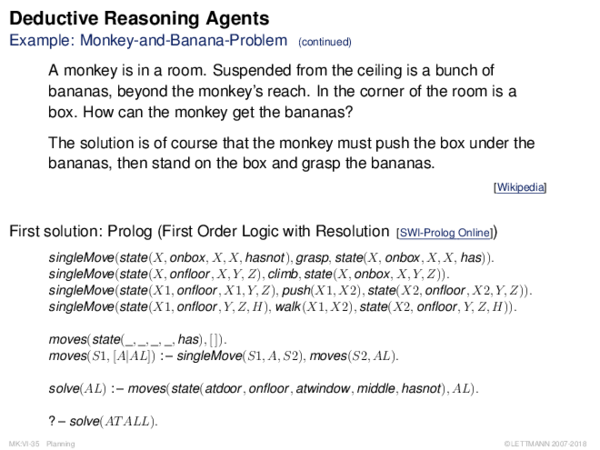 Deductive Reasoning Agents
Example: Monkey-and-Banana-Problem (continued)
A monkey is in a room. Suspended from the ceiling is a bunch of
bananas, beyond the monkey's reach. In the corner of the room is a
box. How can the monkey get the bananas?
The solution is of course that the monkey must push the box under the
bananas, then stand on the box and grasp the bananas.
[Wikipedia]
First solution: Prolog (First Order Logic with Resolution [SWI-Prolog Online])
singleMove(state(X, onbox, X, X, hasnot), grasp, state(X, onbox, X, X, has)).
singleMove(state(X, onfloor, X, Y, Z), climb, state(X, onbox, X, Y, Z)).
singleMove(state(X1, onfloor, X1, Y, Z), push(X1, X2), state(X2, onfloor, X2, Y, Z)).
singleMove(state(X1, onfloor, Y, Z, H), walk(X1, X2), state(X2, onfloor, Y, Z, H)).
moves(state(_, _, _, _, has), []).
moves(S1, [A|AL]) :– singleMove(S1, A, S2), moves(S2, AL).
solve(AL) :– moves(state(atdoor, onfloor, atwindow, middle, hasnot), AL).
?– solve(ATALL).
MK:VI-35 Planning ©LETTMANN 2007-2018